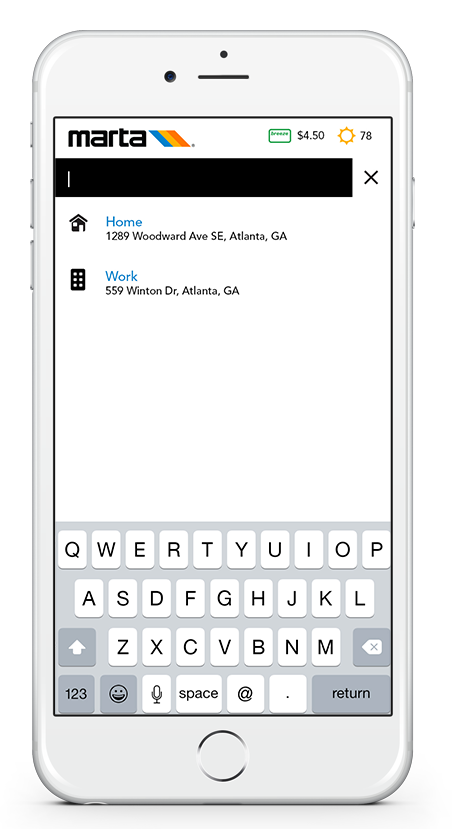 marta breeze $4.50 78
Home
1289 Woodward Ave SE, Atlanta, GA
Work
559 Winton Dr, Atlanta, GA
Q W E R T Y U I O P
A S D F G H J K L
Z X C V B N M
123 space @ . return